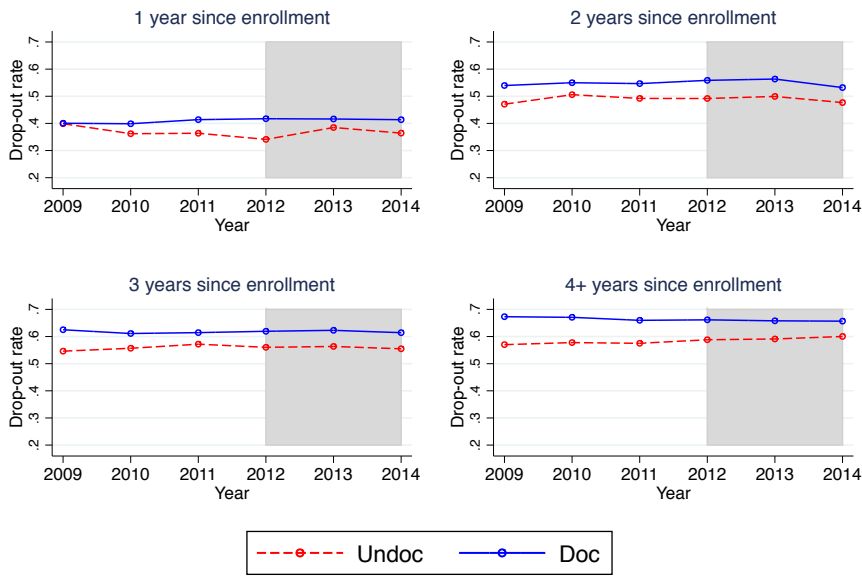 1 year since enrollment
Drop-out rate
.7
.6
.5
.4
.3
.2
2009 2010 2011 2012 2013 2014
Year
2 years since enrollment
Drop-out rate
.7
.6
.5
.4
.3
.2
2009 2010 2011 2012 2013 2014
Year
3 years since enrollment
Drop-out rate
.7
.6
.5
.4
.3
.2
2009 2010 2011 2012 2013 2014
Year
4+ years since enrollment
Drop-out rate
.7
.6
.5
.4
.3
.2
2009 2010 2011 2012 2013 2014
Year
Undoc Doc